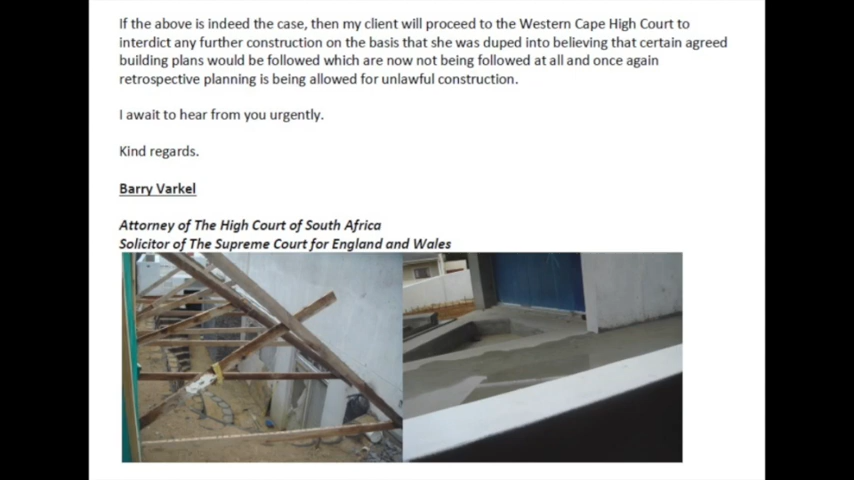 If the above is indeed the case, then my client will proceed to the Western Cape High Court to
interdict any further construction on the basis that she was duped into believing that certain agreed
building plans would be followed which are now not being followed at all and once again
retrospective planning is being allowed for unlawful construction.
I await to hear from you urgently.
Kind regards.
Barry Varkel
Attorney of The High Court of South Africa
Solicitor of The Supreme Court for England and Wales